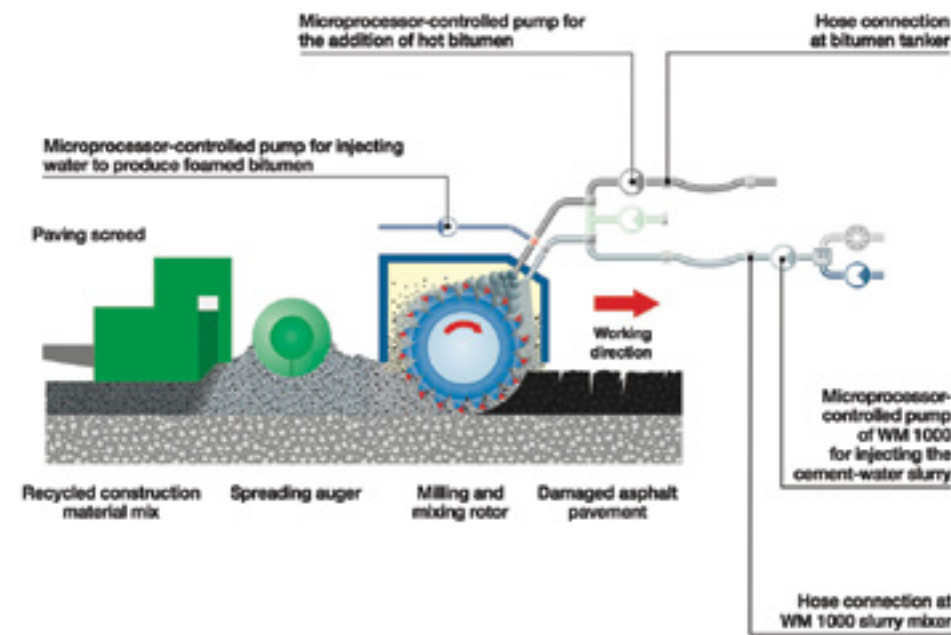 Microprocessor-controlled pump for
the addition of hot bitumen
Hose connection
at bitumen tanker
Microprocessor-controlled pump for injecting
water to produce foamed bitumen
Paving screed
Working
direction
Microprocessor-
controlled pump
of WM 1000
for injecting the
cement-water slurry
Recycled construction
material mix
Spreading auger
Milling and
mixing rotor
Damaged asphalt
pavement
Hose connection at
WM 1000 slurry mixer